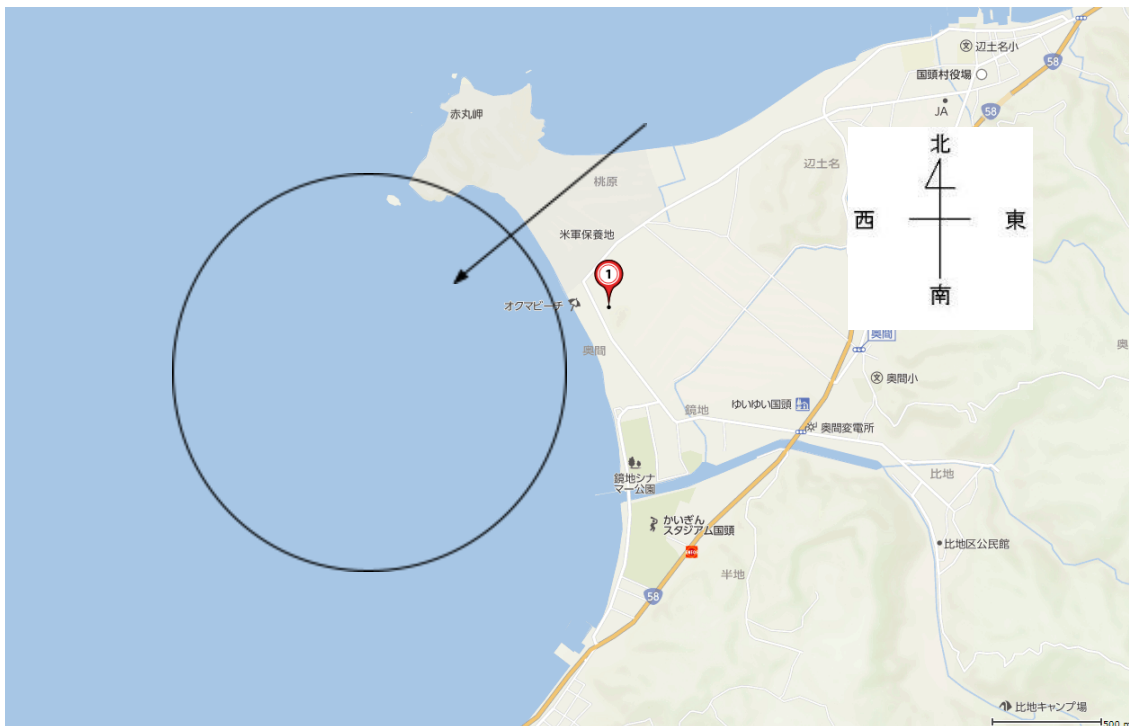 辺土名小
58
国頭村役場
赤丸岬
JA
58
北
辺土名
桃原
西
東
米軍保養地
1
南
オクマビーチ
奥間
奥間
奥間小
ゆいゆい国頭
鏡地
奥間変電所
鏡地シナ
マー公園
比地
かいぎん
スタジアム国頭
比地区公民館
半地
58
比地キャンプ場
500 m